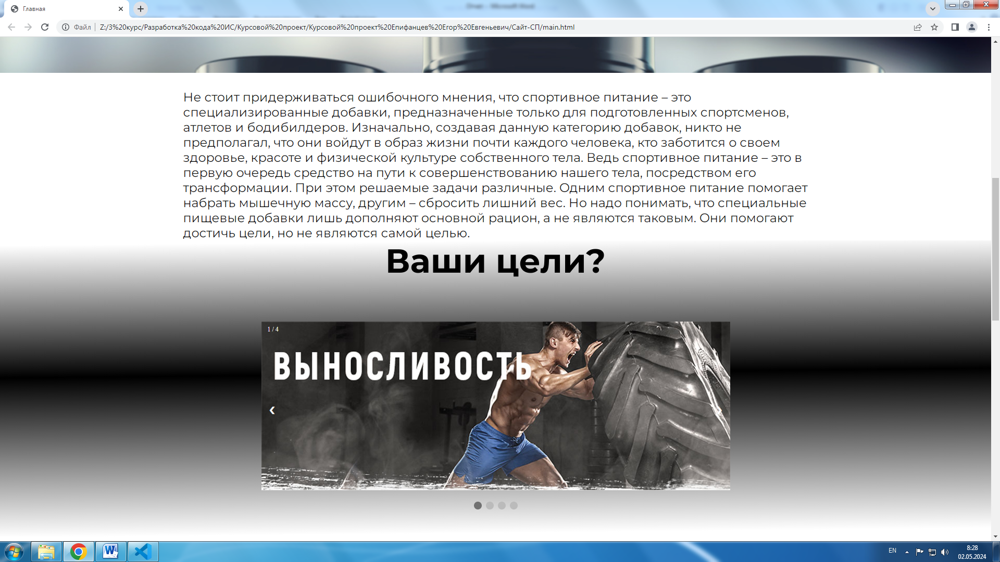 Главная
Файл
Z:/3%20курс/Разработка%20кода%20ИС/Курсовой%20проект/Курсовой%20проект%20Епифанцев%20Егор%20Евгеньевич/Сайт-СП/main.html
Не стоит придерживаться ошибочного мнения, что спортивное питание – это
специализированные добавки, предназначенные только для подготовленных спортсменов,
атлетов и бодибилдеров. Изначально, создавая данную категорию добавок, никто не
предполагал, что они войдут в образ жизни почти каждого человека, кто заботится о своем
здоровье, красоте и физической культуре собственного тела. Ведь спортивное питание – это в
первую очередь средство на пути к совершенствованию нашего тела, посредством его
трансформации. При этом решаемые задачи различные. Одним спортивное питание помогает
набрать мышечную массу, другим – сбросить лишний вес. Но надо понимать, что специальные
пищевые добавки лишь дополняют основной рацион, а не являются таковым. Они помогают
достичь цели, но не являются самой целью.
Ваши цели?
1 / 4
ВЫНОСЛИВОСТЬ
EN
8:28
02.05.2024